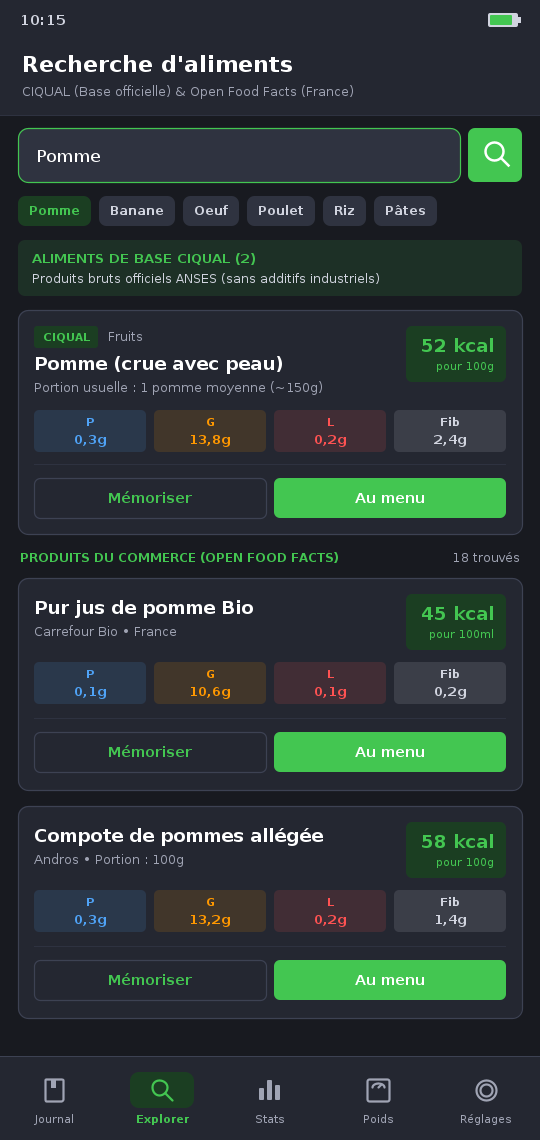 10:15
Recherche d'aliments
CIQUAL (Base officielle) & Open Food Facts (France)
Pomme
Pomme Banane Oeuf Poulet Riz Pâtes
ALIMENTS DE BASE CIQUAL (2)
Produits bruts officiels ANSES (sans additifs industriels)
CIQUAL Fruits
52 kcal
pour 100g
Pomme (crue avec peau)
Portion usuelle : 1 pomme moyenne (~150g)
P G L Fib
0,3g 13,8g 0,2g 2,4g
Mémoriser Au menu
PRODUITS DU COMMERCE (OPEN FOOD FACTS) 18 trouvés
Pur jus de pomme Bio
45 kcal
pour 100ml
Carrefour Bio • France
P G L Fib
0,1g 10,6g 0,1g 0,2g
Mémoriser Au menu
Compote de pommes allégée
58 kcal
pour 100g
Andros • Portion : 100g
P G L Fib
0,3g 13,2g 0,2g 1,4g
Mémoriser Au menu
Journal Explorer Stats Poids Réglages